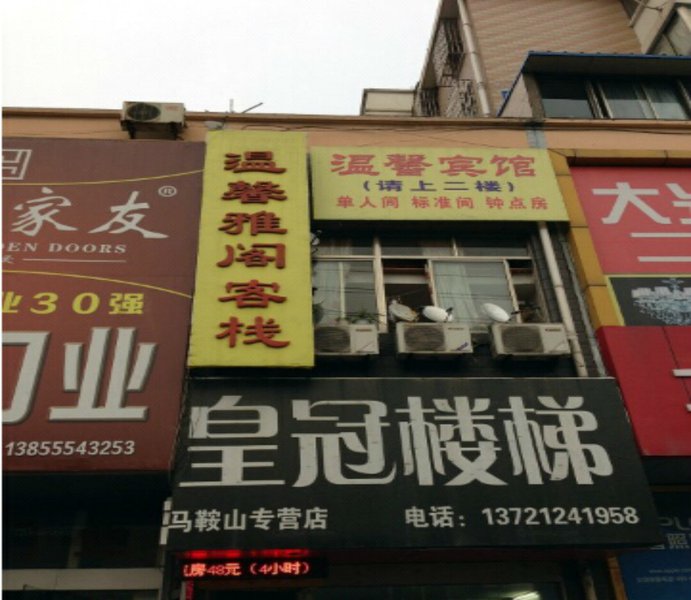 家友®
DEN DOORS
业30强
门业
13855543253
温馨雅阁客栈
温馨宾馆
(请上二楼)
单人间 标准间 钟点房
皇冠楼梯
马鞍山专营店 电话：13721241958
房48元（4小时）
大